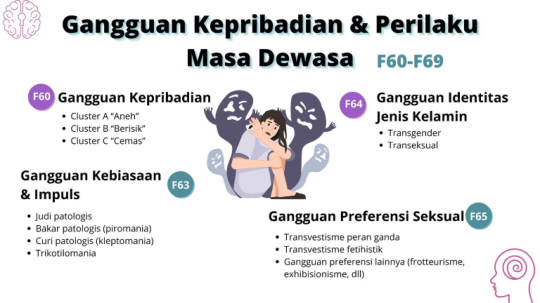 Gangguan Kepribadian & Perilaku
Masa Dewasa F60-F69
F60 Gangguan Kepribadian
• Cluster A “Aneh”
• Cluster B “Berisik”
• Cluster C “Cemas”
F64 Gangguan Identitas
Jenis Kelamin
• Transgender
• Transeksual
Gangguan Kebiasaan
& Impuls F63
• Judi patologis
• Bakar patologis (piromania)
• Curi patologis (kleptomania)
• Trikotilomania
Gangguan Preferensi Seksual F65
• Transvestisme peran ganda
• Transvestisme fetihistik
• Gangguan preferensi lainnya (frotteurisme,
exhibisionisme, dll)